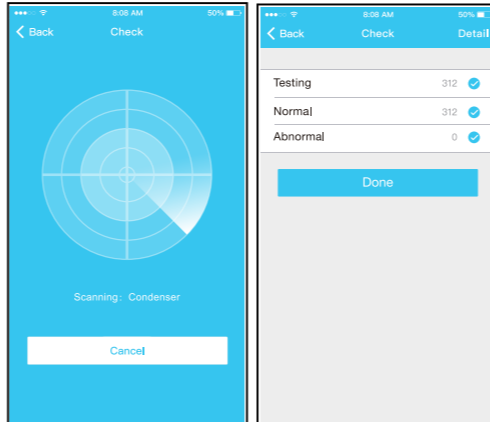 8:08 AM 50%
Back Check
Scanning: Condenser
Cancel
8:08 AM 50%
Back Check Detail
Testing 312
Normal 312
Abnormal 0
Done